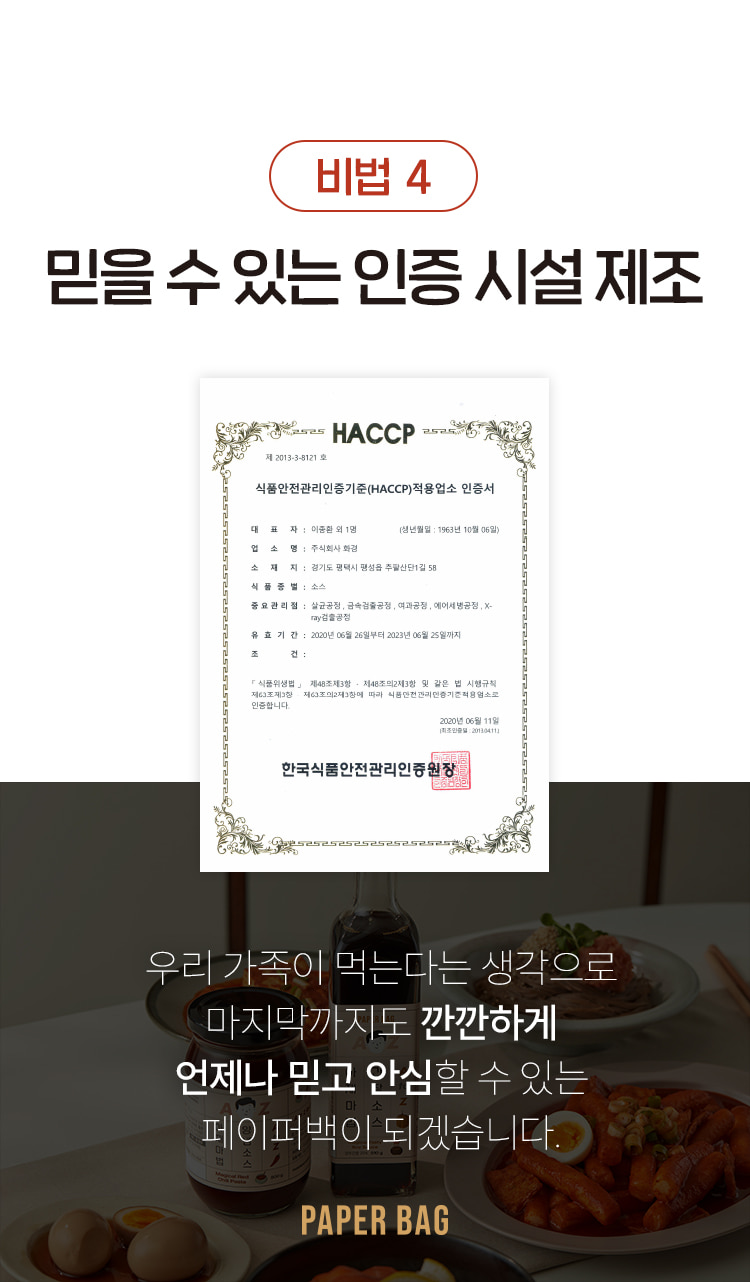 비법 4
믿을 수 있는 인증 시설 제조
HACCP
제 2013-3-8121 호
식품안전관리인증기준(HACCP)적용업소 인증서
대 표 자 : 이종환 외 1명 (생년월일 : 1963년 10월 06일)
업 소 명 : 주식회사 화경
소 재 지 : 경기도 평택시 팽성읍 추팔산단1길 58
식 품 종 별 : 소스
중 요 관 리 점 : 살균공정 , 금속검출공정 , 여과공정 , 에어세병공정 , X-
ray검출공정
유 효 기 간 : 2020년 06월 26일부터 2023년 06월 25일까지
조 건 :
「식품위생법」 제48조제3항 · 제48조의2제3항 및 같은 법 시행규칙
제63조제3항 제63조의2제3항에 따라 식품안전관리인증기준적용업소로
인증합니다.
2020년 06월 11일
(최초인증일 : 2013.04.11)
한국식품안전관리인증원장
우리 가족이 먹는다는 생각으로
마지막까지도 깐깐하게
언제나 믿고 안심할 수 있는
페이퍼백이 되겠습니다.
PAPER BAG